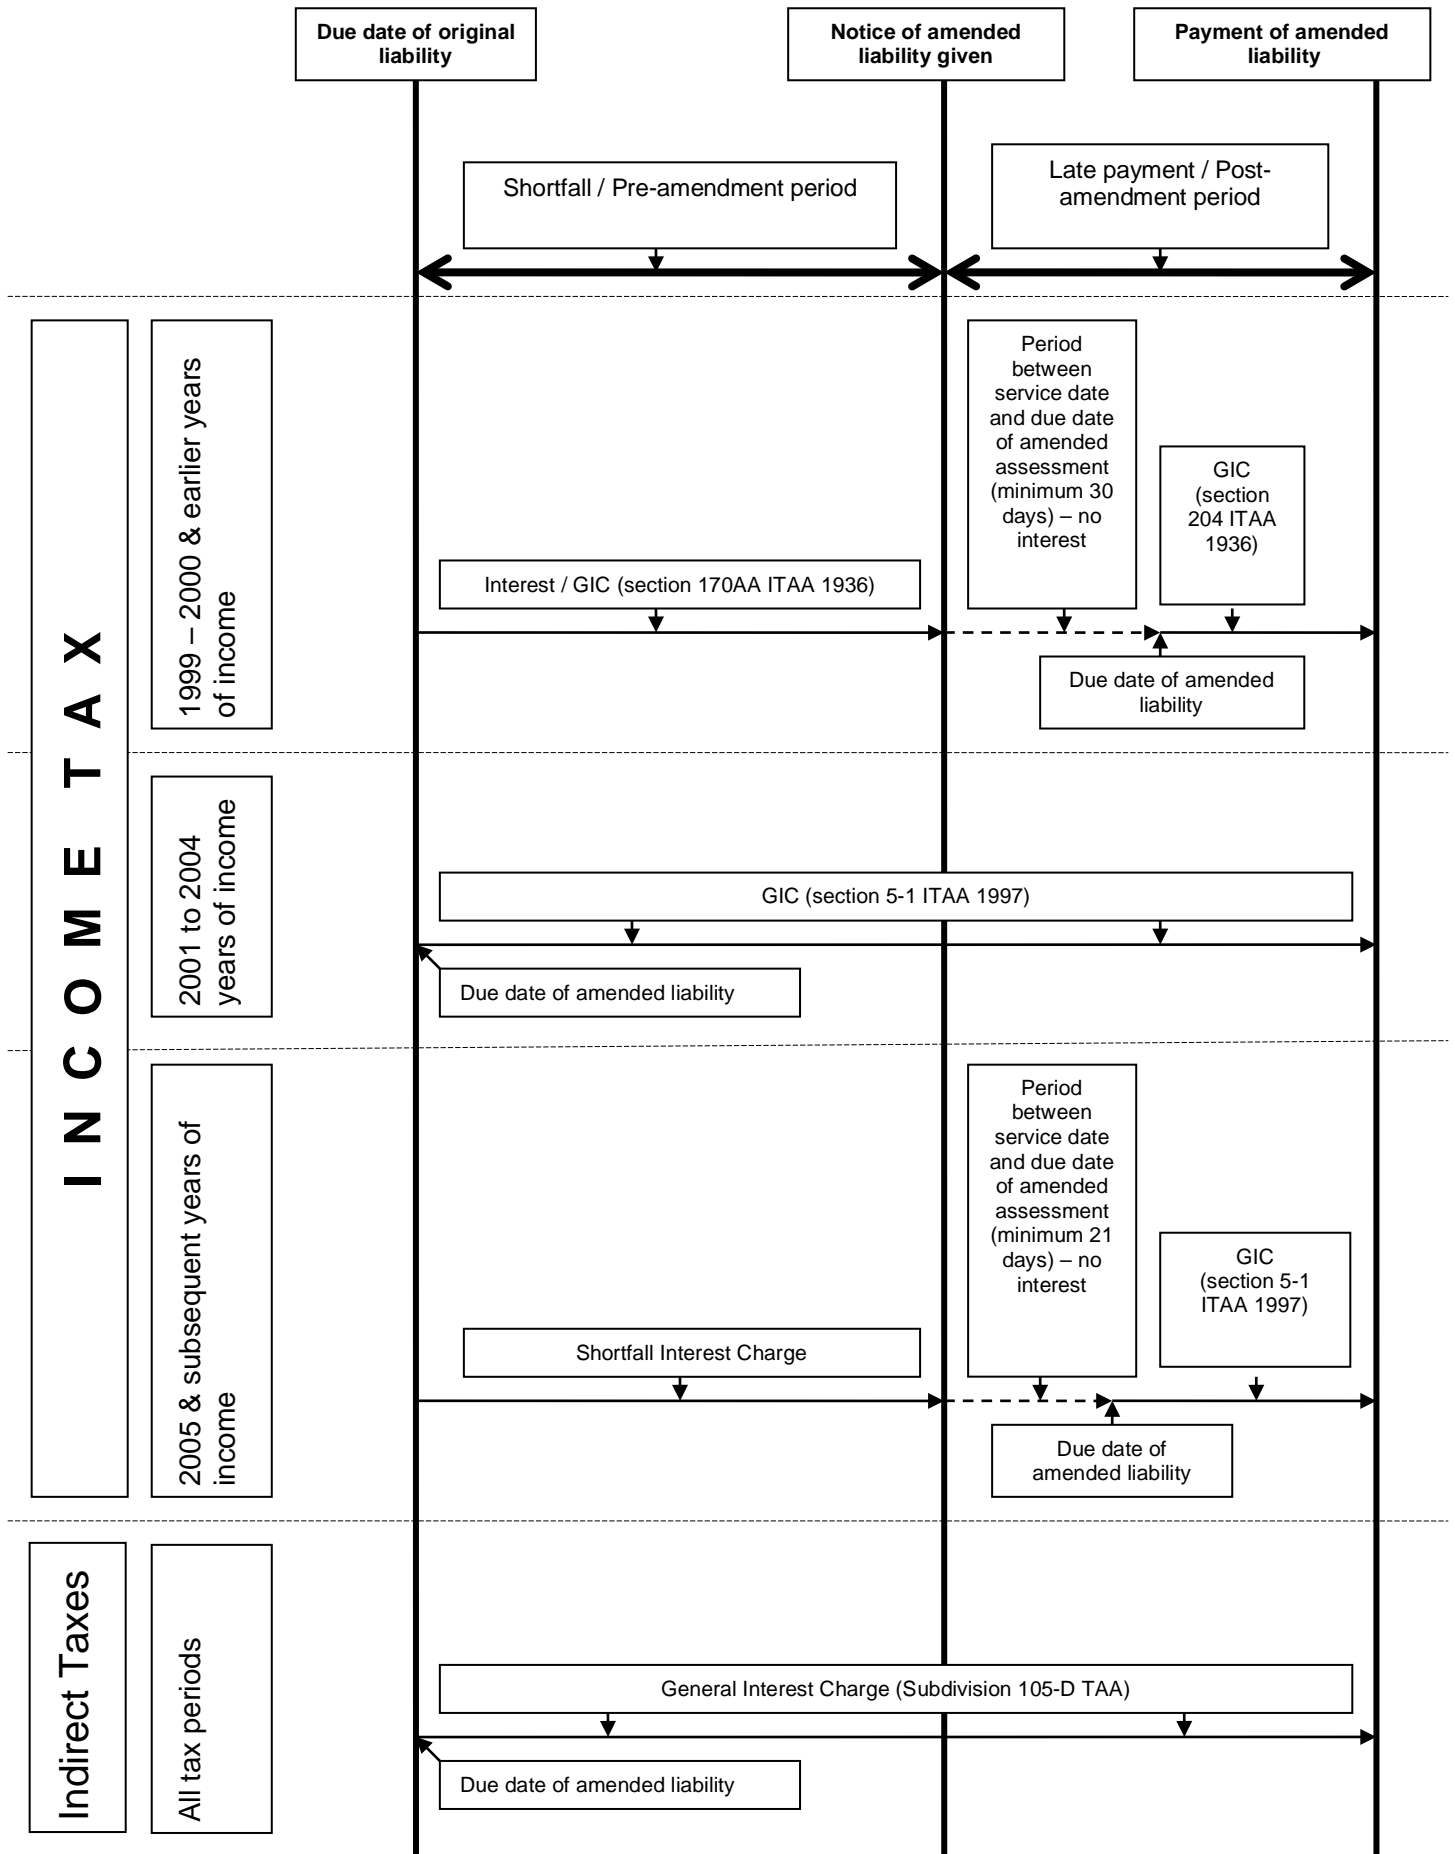 Due date of original
liability
Notice of amended
liability given
Payment of amended
liability
Shortfall / Pre-amendment period
Late payment / Post-
amendment period
INCOME TAX
1999 – 2000 & earlier years
of income
Interest / GIC (section 170AA ITAA 1936)
Period
between
service date
and due date
of amended
assessment
(minimum 30
days) – no
interest
GIC
(section
204 ITAA
1936)
Due date of amended
liability
2001 to 2004
years of income
GIC (section 5-1 ITAA 1997)
Due date of amended liability
2005 & subsequent years of
income
Shortfall Interest Charge
Period
between
service date
and due date
of amended
assessment
(minimum 21
days) – no
interest
GIC
(section 5-1
ITAA 1997)
Due date of
amended liability
Indirect Taxes
All tax periods
General Interest Charge (Subdivision 105-D TAA)
Due date of amended liability